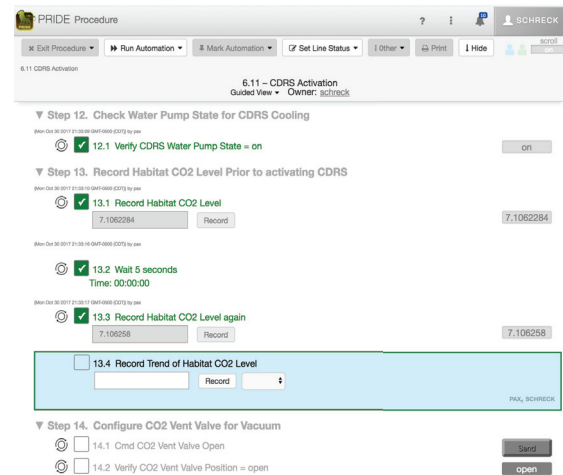 PRIDE Procedure
? 10 SCHRECK
Exit Procedure Run Automation Mark Automation Set Line Status Other Print Hide scroll on
6.11 CDRS Activation
6.11 – CDRS Activation
Guided View Owner: schreck
Step 12. Check Water Pump State for CDRS Cooling
(Mon Oct 30 2017 21:33:09 GMT-0500 (CDT)) by pax
12.1 Verify CDRS Water Pump State = on on
Step 13. Record Habitat CO2 Level Prior to activating CDRS
(Mon Oct 30 2017 21:33:10 GMT-0500 (CDT)) by pax
13.1 Record Habitat CO2 Level
7.1062284 Record 7.1062284
(Mon Oct 30 2017 21:33:16 GMT-0500 (CDT)) by pax
13.2 Wait 5 seconds
Time: 00:00:00
(Mon Oct 30 2017 21:33:17 GMT-0500 (CDT)) by pax
13.3 Record Habitat CO2 Level again
7.106258 Record 7.106258
13.4 Record Trend of Habitat CO2 Level
Record
PAX, SCHRECK
Step 14. Configure CO2 Vent Valve for Vacuum
14.1 Cmd CO2 Vent Valve Open Send
14.2 Verify CO2 Vent Valve Position = open open